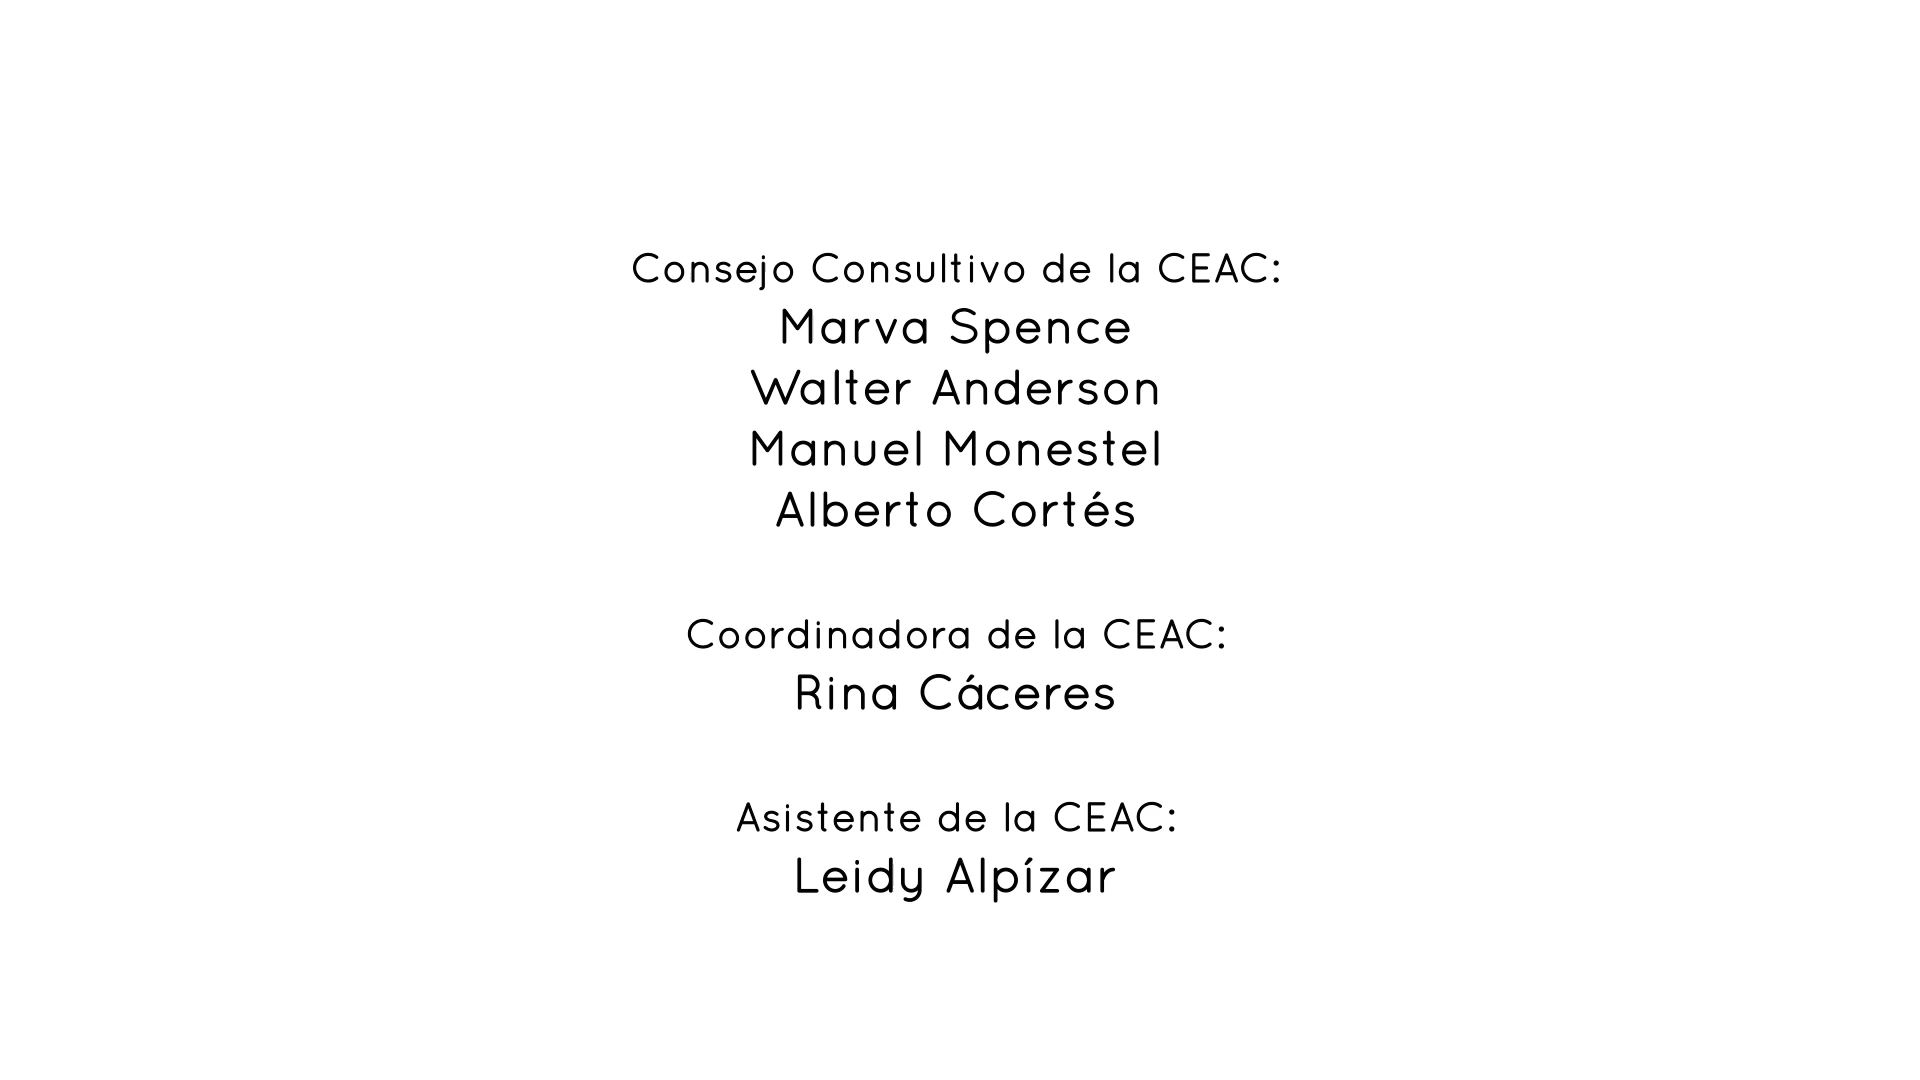 Consejo Consultivo de la CEAC:
Marva Spence
Walter Anderson
Manuel Monestel
Alberto Cortés
Coordinadora de la CEAC:
Rina Cáceres
Asistente de la CEAC:
Leidy Alpízar